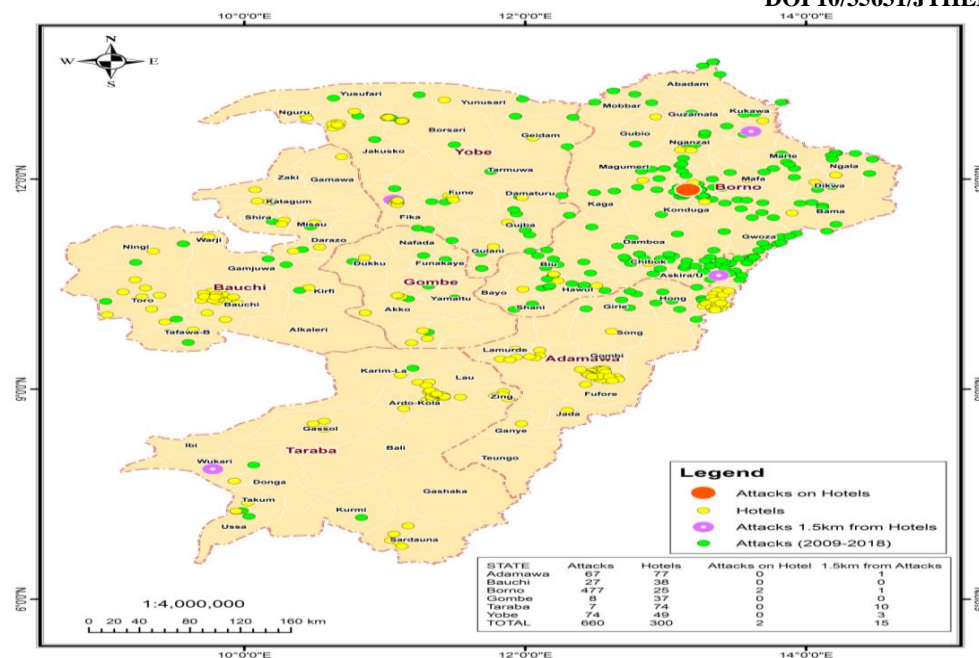 DOI 10/35631/JTHEM
10°0'0"E 12°0'0"E 14°0'0"E
N
W E
S
Abadam
Yusufari
Yunusari
Mobbar
Kukawa
Nguru
Guzamala
Borsari
Geidam
Gubio
Nganzai
Jakusko
Yobe
Marte
Magumeri
Ngala
Tarmuwa
Zaki
Gamawa
Mafa
12°0'0"N
Borno
Dikwa
Fune
Damaturu
Katagum
Kaga
Konduga
Bama
Shira
Misau
Fika
Gujba
Ningi
Warji
Darazo
Nafada
Damboa
Gwoza
Gulani
Gamjuwa
Dukku
Funakaye
Biu
Chibok
Askira/U
Bauchi
Gombe
Kirfi
Bayo
Hawul
Toro
Bauchi
Yamaltu
Hong
Akko
Shani
Girie
Tafawa-B
Alkaleri
Song
Lamurde
Adamawa
Gombi
Karim-La
Lau
9°0'0"N
Zing
Fufore
Ardo-Kola
Jada
Gassol
Ganye
Ibi
Taraba
Bali
Teungo
Wukari
Donga
Gashaka
Takum
Kurmi
Ussa
Sardauna
Legend
Attacks on Hotels
Hotels
Attacks 1.5km from Hotels
Attacks (2009-2018)
STATE Attacks Hotels Attacks on Hotel 1.5km from Attacks
Adamawa 67 77 0 1
Bauchi 27 38 0 0
Borno 477 25 2 1
Gombe 8 37 0 0
Taraba 7 74 0 10
Yobe 74 49 0 3
TOTAL 660 300 2 15
6°0'0"N
1:4,000,000
0 20 40 80 120 160 km
10°0'0"E 12°0'0"E 14°0'0"E